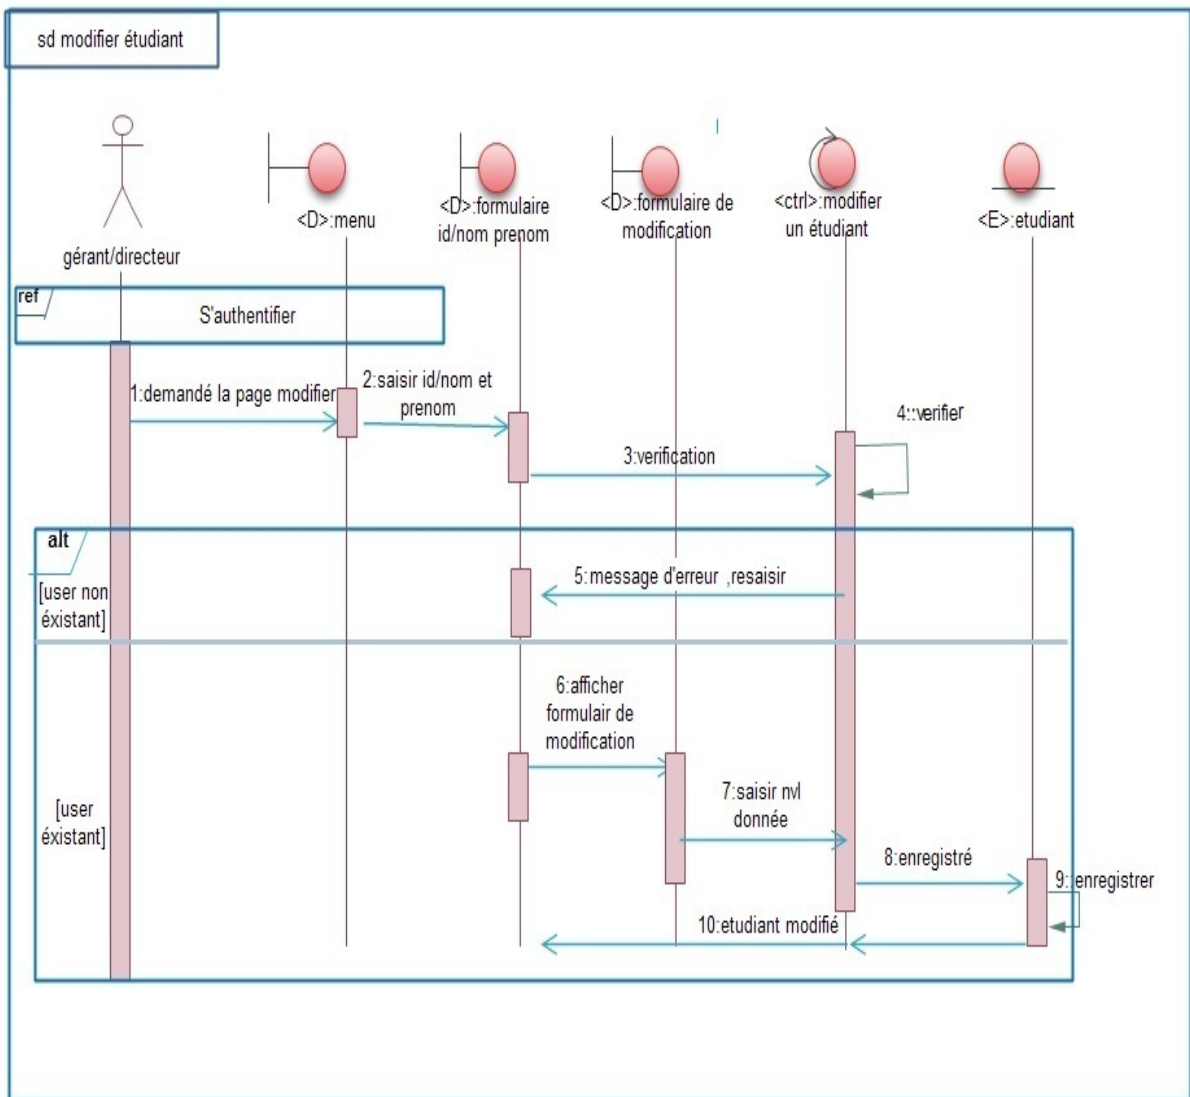 sd modifier étudiant
gérant/directeur
<D>:menu
<D>:formulaire
id/nom prenom
<D>:formulaire de
modification
<ctrl>:modifier
un étudiant
<E>:etudiant
ref
S'authentifier
1:demandé la page modifier
2:saisir id/nom et
prenom
3:verification
4::verifier
alt
[user non
éxistant]
5:message d'erreur ,resaisir
6:afficher
formulair de
modification
[user
éxistant]
7:saisir nvl
donnée
8:enregistré
9::enregistrer
10:etudiant modifié